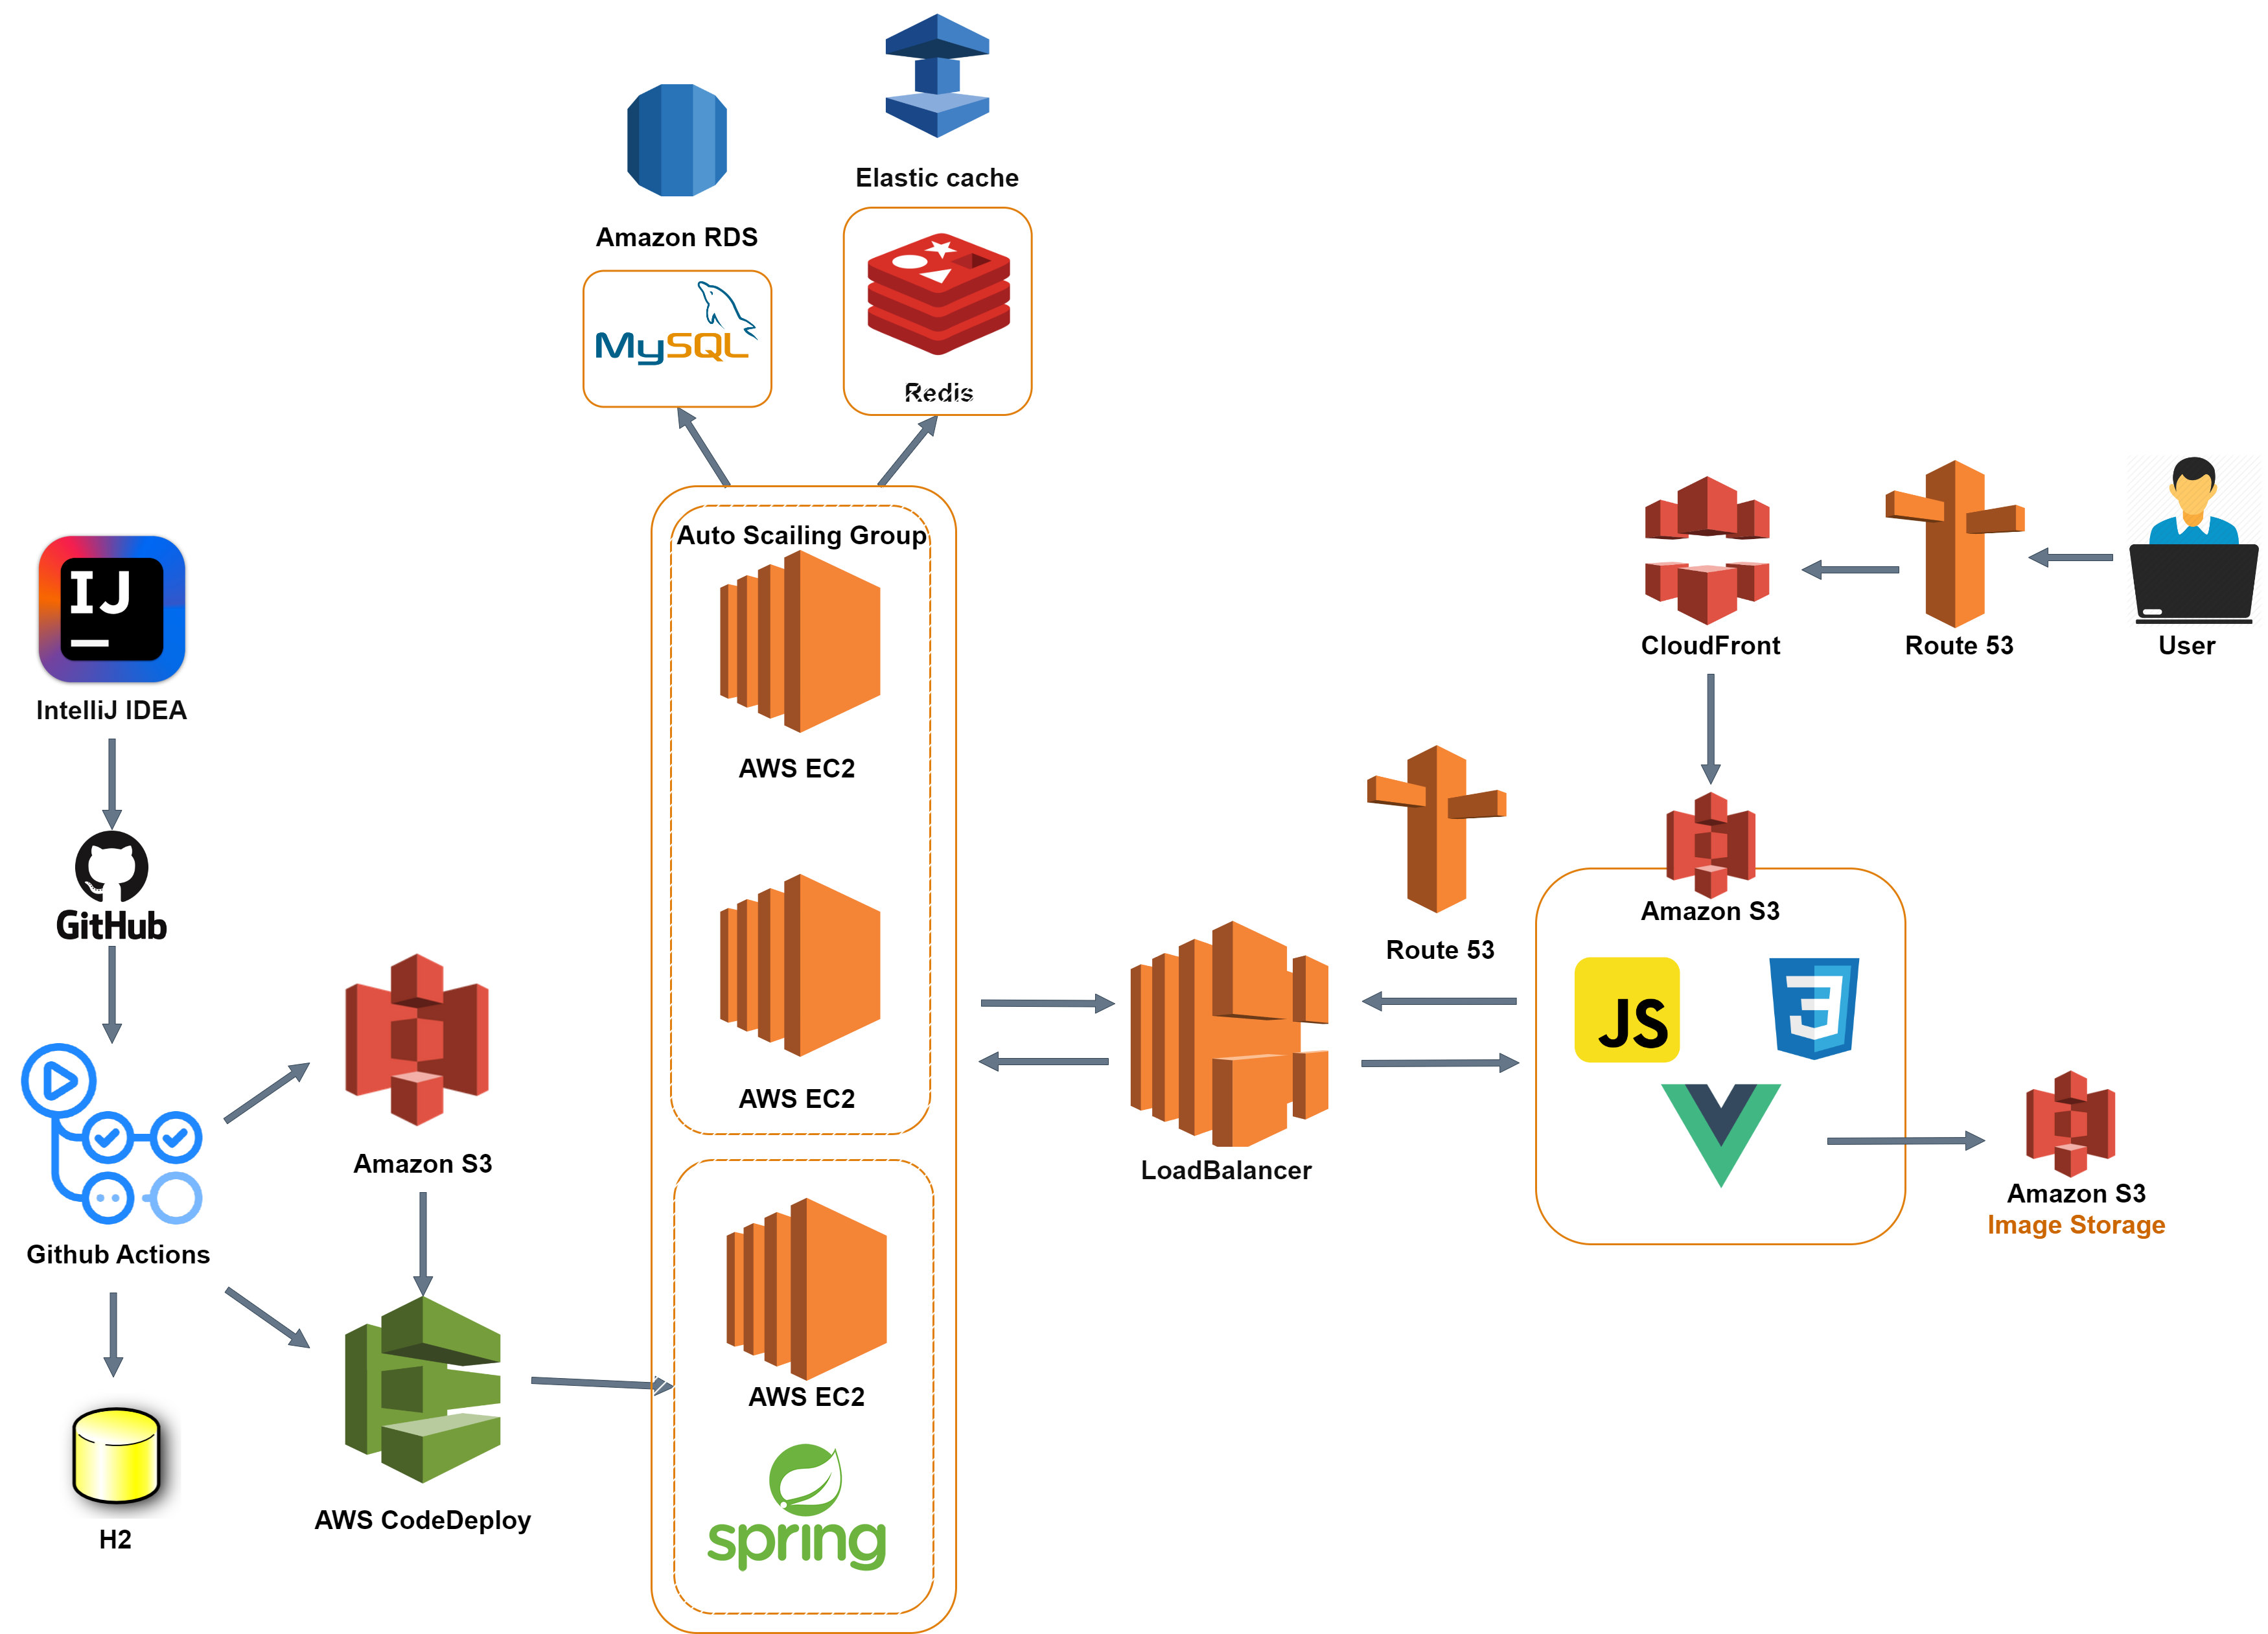 Elastic cache
Amazon RDS
MySQL
Redis
Auto Scailing Group
AWS EC2
AWS EC2
AWS EC2
spring
IJ
IntelliJ IDEA
GitHub
Github Actions
H2
Amazon S3
AWS CodeDeploy
LoadBalancer
Route 53
CloudFront
Route 53
User
Amazon S3
JS
3
Amazon S3
Image Storage